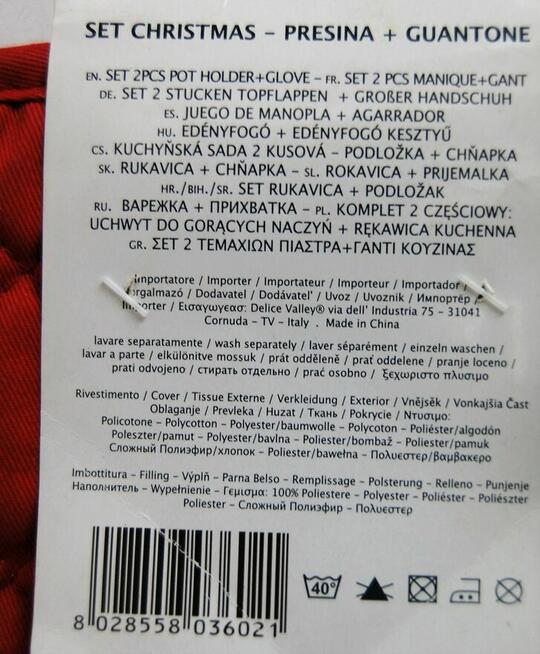 SET CHRISTMAS - PRESINA + GUANTONE
EN. SET 2PCS POT HOLDER+GLOVE - FR. SET 2 PCS MANIQUE+GANT
DE. SET 2 STUCKEN TOPFLAPPEN + GROßER HANDSCHUH
ES. JUEGO DE MANOPLA + AGARRADOR
HU. EDÉNYFOGÓ + EDÉNYFOGÓ KESZTYŰ
CS. KUCHYŇSKÁ SADA 2 KUSOVÁ - PODLOŽKA + CHŇAPKA
SK. RUKAVICA + CHŇAPKA - SL. ROKAVICA + PRIJEMALKA
HR./BIH./SR. SET RUKAVICA + PODLOŽAK
RU. ВАРЕЖКА + ПРИХВАТКА - PL. KOMPLET 2 CZĘŚCIOWY:
UCHWYT DO GORĄCYCH NACZYŃ + RĘKAWICA KUCHENNA
GR. ΣΕΤ 2 ΤΕΜΑΧΙΩΝ ΠΙΑΣΤΡΑ+ΓΑΝΤΙ ΚΟΥΖΙΝΑΣ
Importatore / Importer / Importateur / Importeur / Importador /
Forgalmazó / Dodavatel / Dodávateľ / Uvoz / Uvoznik / Импортёр /
Importer / Εισαγωγεασ: Delice Valley® via dell' Industria 75 - 31041
Cornuda - TV - Italy . Made in China
lavare separatamente / wash separately / laver séparément / einzeln waschen /
lavar a parte / elkülönitve mossuk / prát odděleně / prať oddelene / pranje loceno /
prati odvojeno / стирать отдельно / prać osobno / ξεχωριστο πλυσιμο
Rivestimento / Cover / Tissue Externe / Verkleidung / Exterior / Vnějsěk / Vonkajšia Čast
Oblaganje / Prevleka / Huzat / Ткань / Pokrycie / Ντυσιμο:
Policotone - Polycotton - Polyester/baumwolle - Polycoton - Poliéster/algodón
Poleszter/pamut - Polyester/bavlna - Poliester/bombaž - Poliester/pamuk
Сложный Полиэфир/хлопок - Poliester/bawełna - Πολυεστερ/βαμβακερο
Imbottitura - Filling - Výplň - Parna Belso - Remplissage - Polsterung - Relleno - Punjenje
Наполнитель - Wypełnienie - Γεμισμα: 100% Poliestere - Polyester - Poliéster - Poliészter
Poliester - Сложный Полиэфир - Πολυεστερ
40°
8 028558 036021